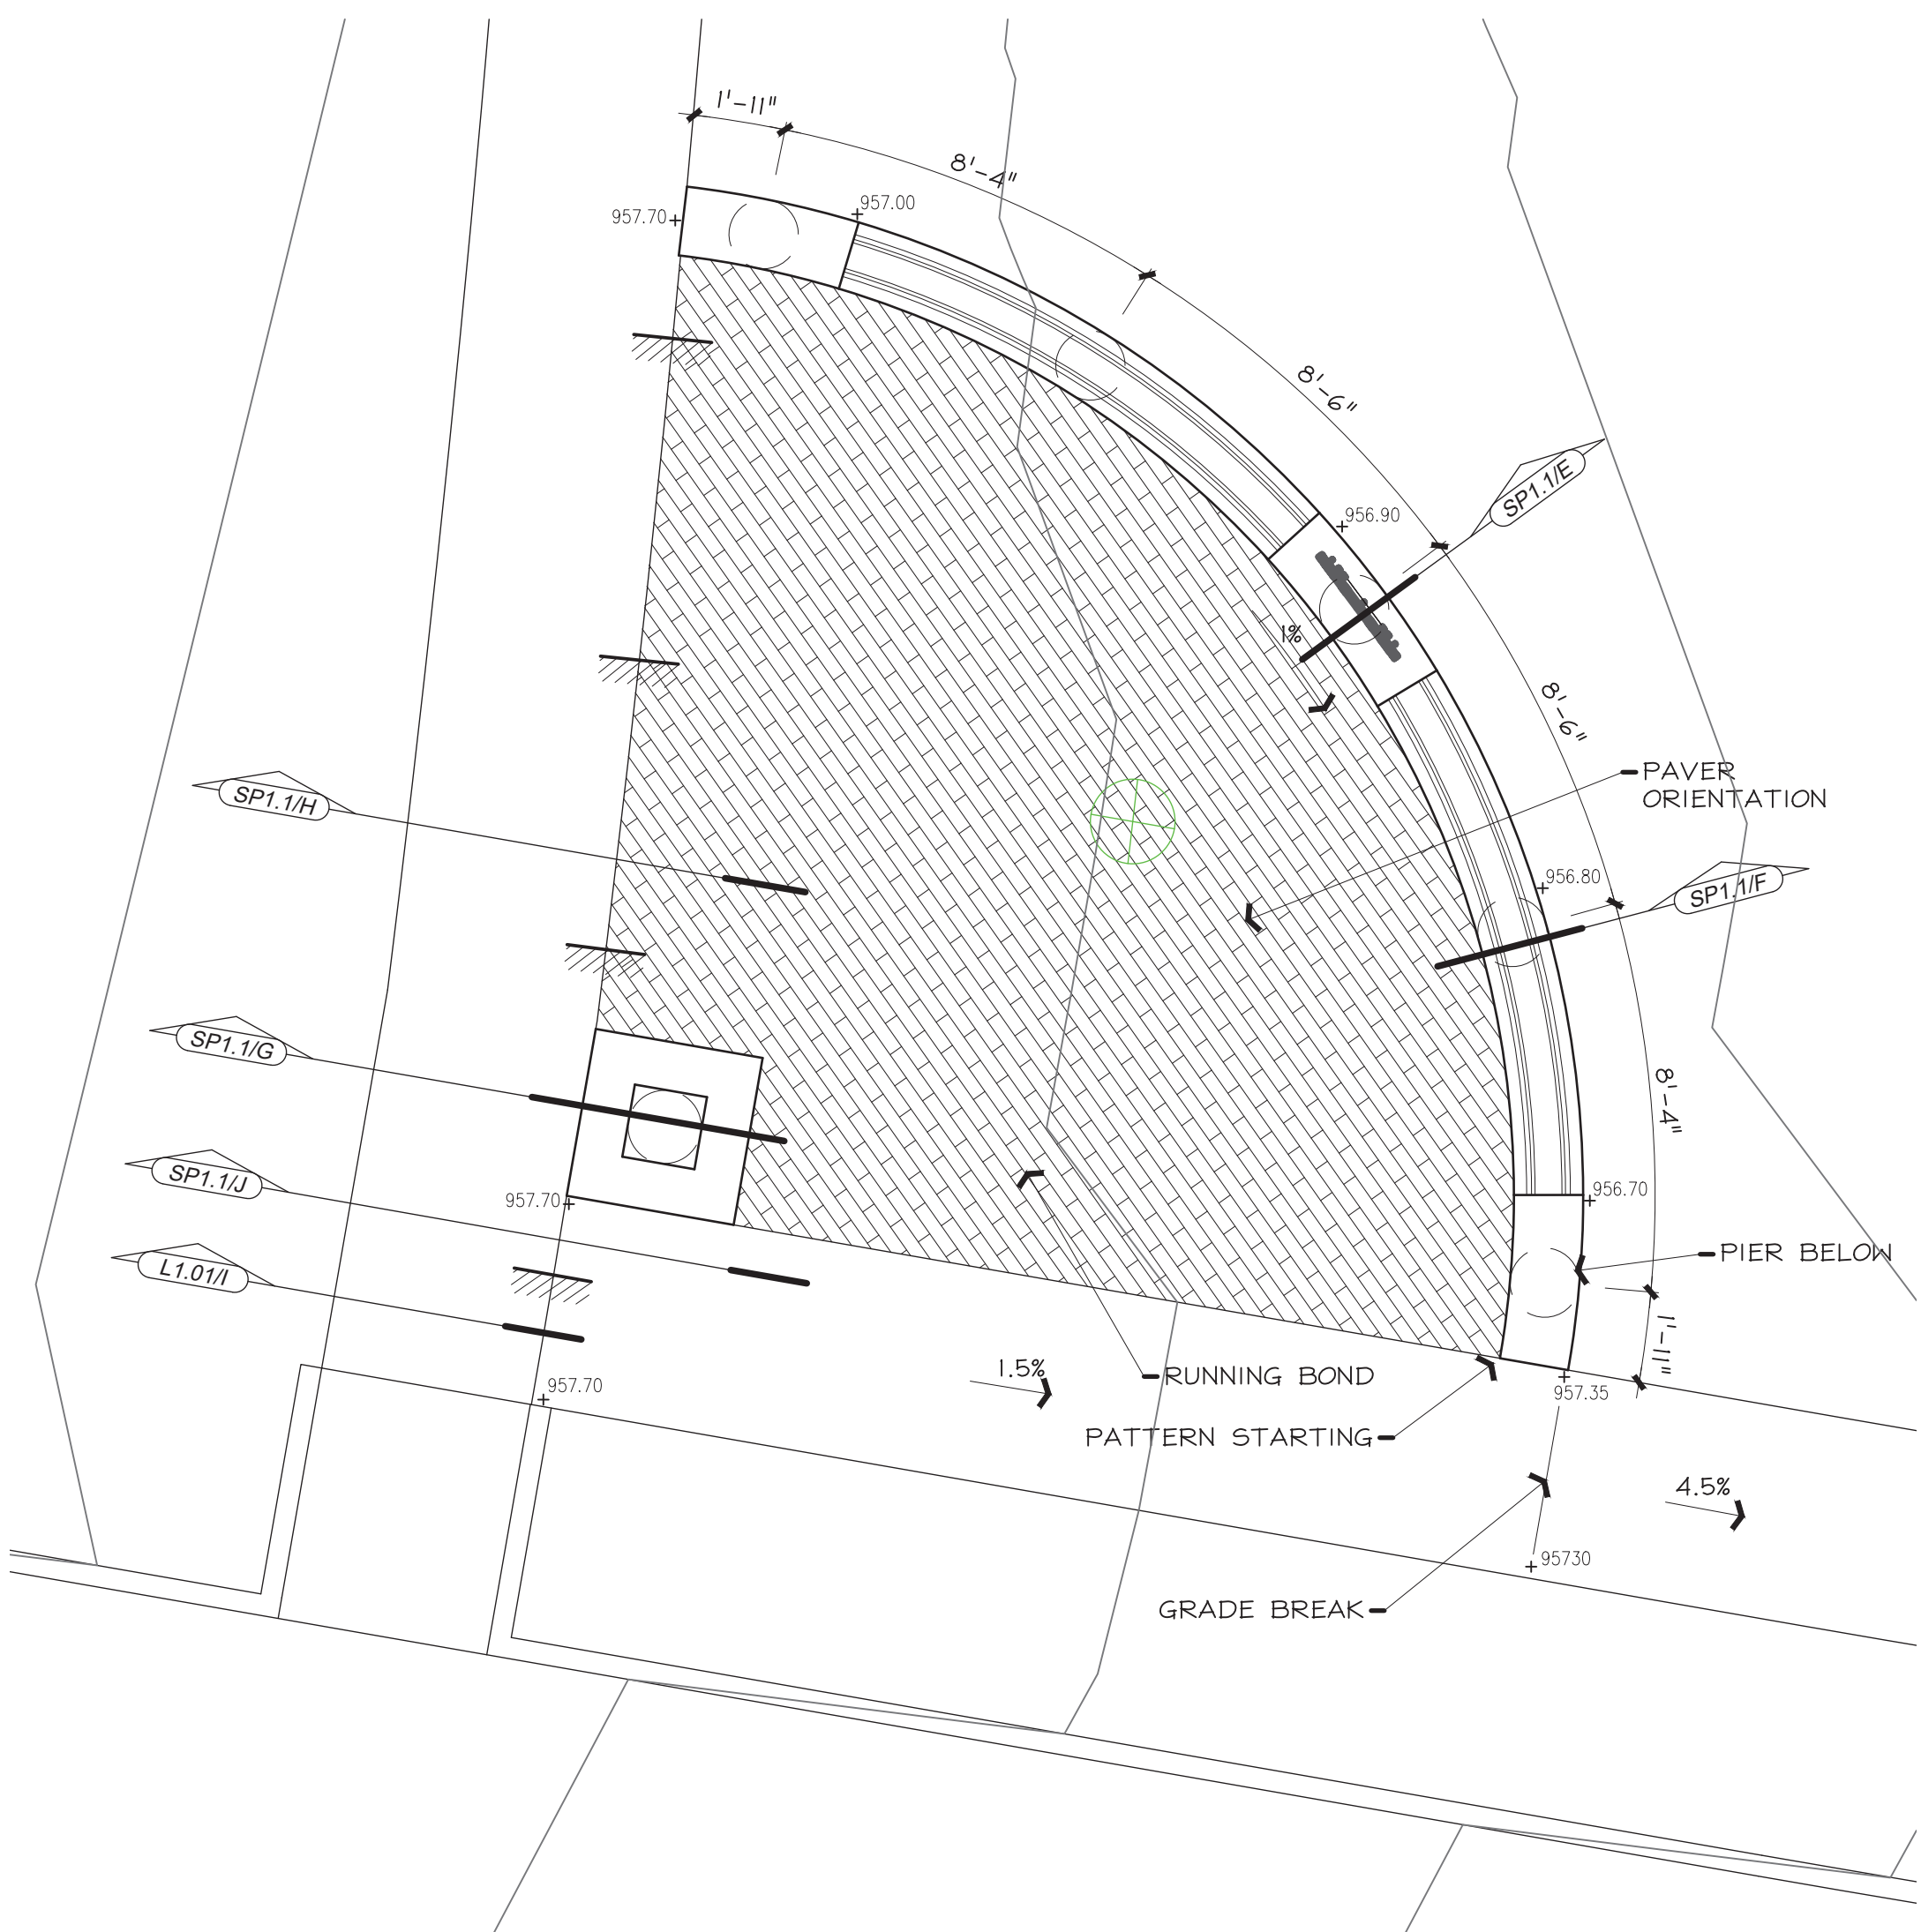 1'-11"
8'-4"
957.70
957.00
8'-6"
SP1.1/E
956.90
1%
8'-6"
PAVER
ORIENTATION
SP1.1/H
956.80
SP1.1/F
SP1.1/G
8'-4"
SP1.1/J
957.70
956.70
PIER BELOW
L1.01/I
1'-11"
1.5%
RUNNING BOND
957.70
957.35
PATTERN STARTING
4.5%
95730
GRADE BREAK